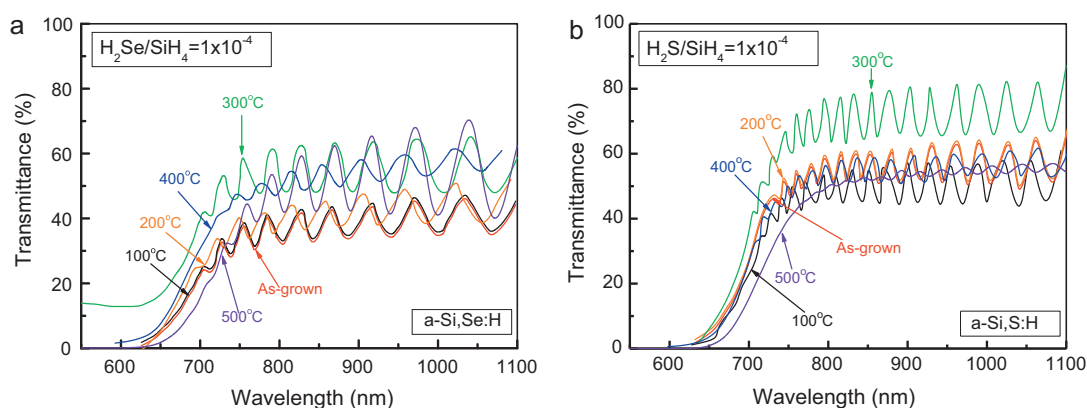 a
H₂Se/SiH₄=1x10⁻⁴
Transmittance (%)
100
80
60
40
20
0
300°C
400°C
200°C
100°C
As-grown
500°C
a-Si,Se:H
600 700 800 900 1000 1100
Wavelength (nm)
b
H₂S/SiH₄=1x10⁻⁴
Transmittance (%)
100
80
60
40
20
0
300°C
200°C
400°C
As-grown
500°C
100°C
a-Si,S:H
600 700 800 900 1000 1100
Wavelength (nm)